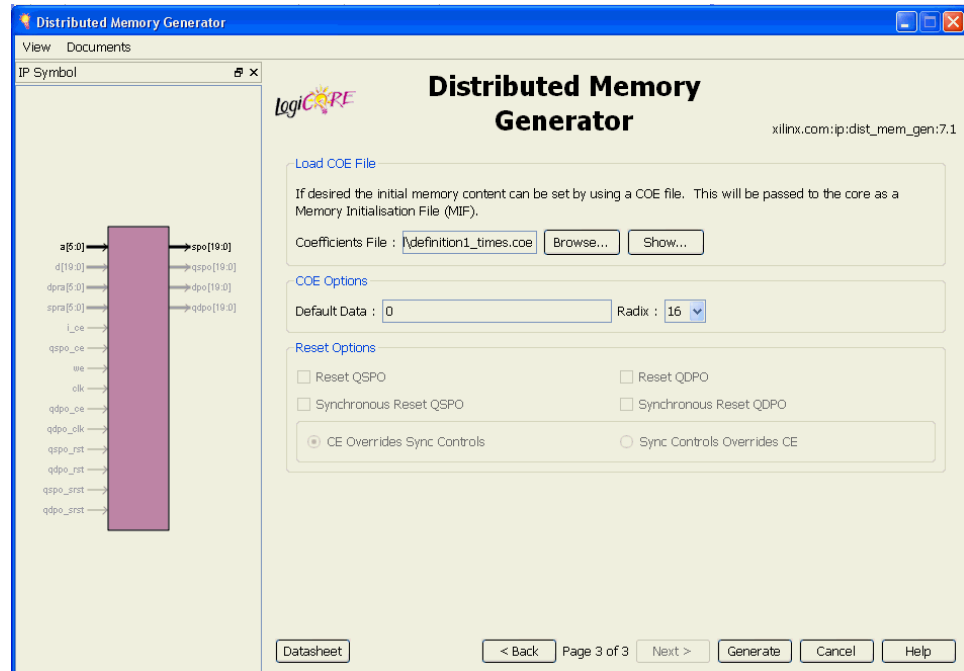 Distributed Memory Generator
View Documents
IP Symbol
a[5:0]
d[19:0]
dpra[5:0]
spra[5:0]
i_ce
qspo_ce
we
clk
qdpo_ce
qdpo_clk
qspo_rst
qdpo_rst
qspo_srst
qdpo_srst
spo[19:0]
qspo[19:0]
dpo[19:0]
qdpo[19:0]
LogiCORE
Distributed Memory
Generator
xilinx.com:ip:dist_mem_gen:7.1
Load COE File
If desired the initial memory content can be set by using a COE file. This will be passed to the core as a
Memory Initialisation File (MIF).
Coefficients File : \definition1_times.coe Browse... Show...
COE Options
Default Data : 0 Radix : 16
Reset Options
Reset QSPO Reset QDPO
Synchronous Reset QSPO Synchronous Reset QDPO
CE Overrides Sync Controls Sync Controls Overrides CE
Datasheet < Back Page 3 of 3 Next > Generate Cancel Help